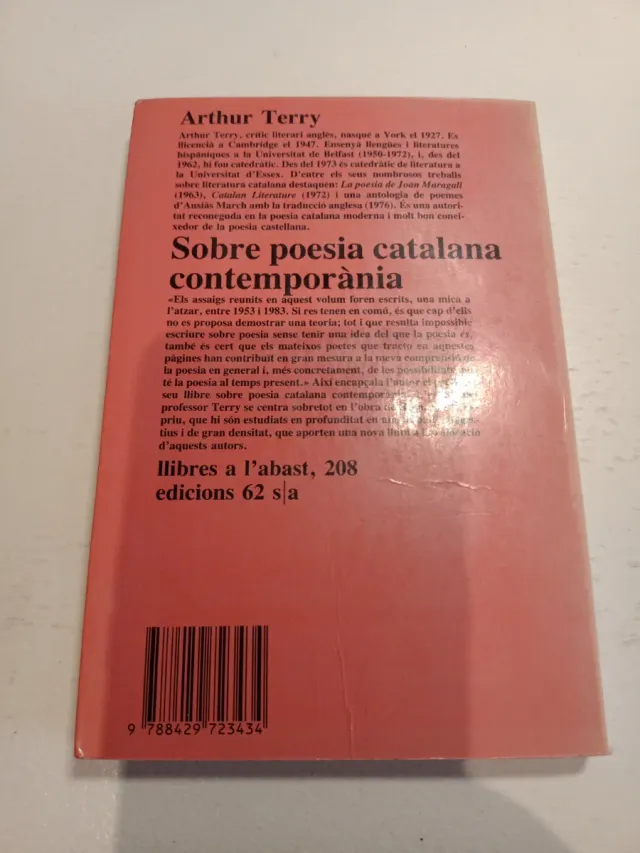 Arthur Terry
Arthur Terry, crític literari anglès, nasqué a York el 1927. Es
llicencià a Cambridge el 1947. Ensenyà llengües i literatures
hispàniques a la Universitat de Belfast (1950-1972), i, des del
1962, hi fou catedràtic. Des del 1973 és catedràtic de literatura a
la Universitat d'Essex. D'entre els seus nombrosos treballs
sobre literatura catalana destaquen: La poesia de Joan Maragall
(1963), Catalan Literature (1972) i una antologia de poemes
d'Ausiàs March amb la traducció anglesa (1976). És una autori-
tat reconeguda en la poesia catalana moderna i molt bon conei-
xedor de la poesia castellana.
Sobre poesia catalana
contemporània
«Els assaigs reunits en aquest volum foren escrits, una mica a
l'atzar, entre 1953 i 1983. Si res tenen en comú, és que cap d'ells
no es proposa demostrar una teoria; tot i que resulta impossible
escriure sobre poesia sense tenir una idea del que la poesia és,
també és cert que els mateixos poetes que tracto en aquestes
pàgines han contribuït en gran mesura a la meva comprensió de
la poesia en general i, més concretament, de les possibilitats que
té la poesia al temps present.» Així encapçala l'autor el
seu llibre sobre poesia catalana contemporània
professor Terry se centra sobretot en l'obra de
priu, que hi són estudiats en profunditat en
tius i de gran densitat, que aporten una nova llum a la
d'aquests autors.
llibres a l'abast, 208
edicions 62 s|a
9 788429 723434